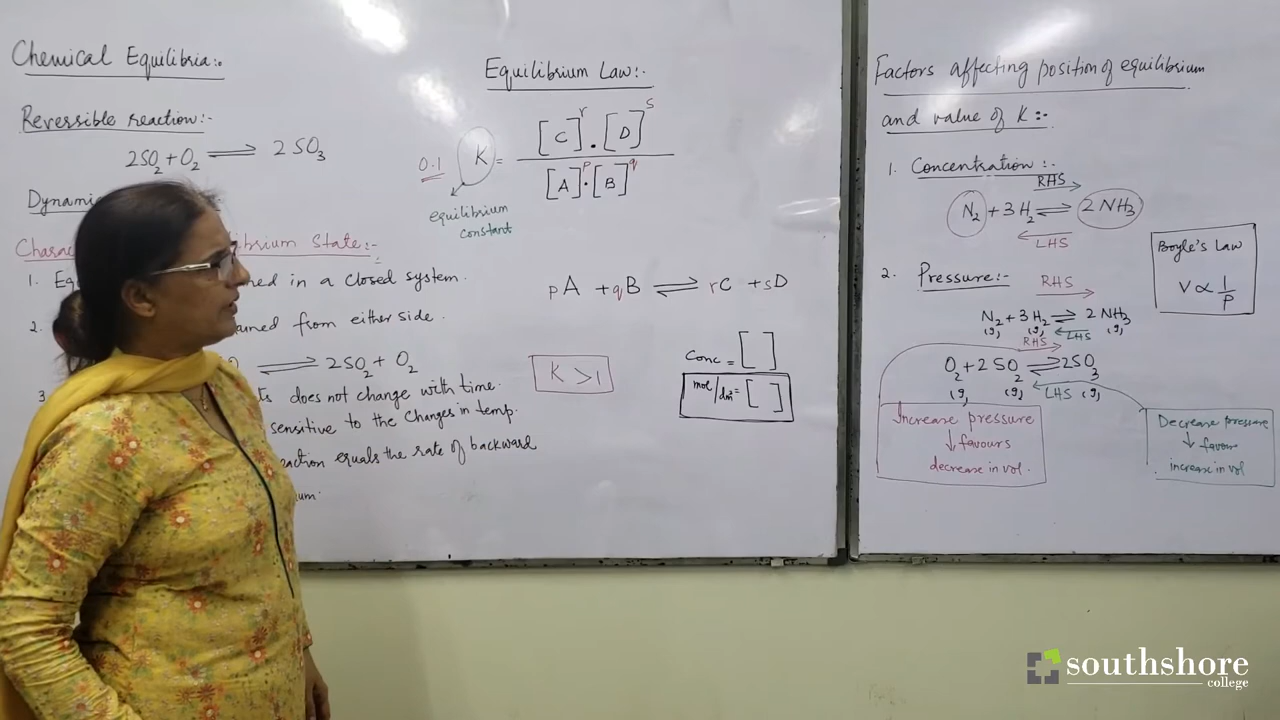 Chemical Equilibria:-
Reversible reaction:-
2SO₂ + O₂ ⇌ 2SO₃
Dynamic
Charac ibrium State:-
1. Eq ned in a closed system.
2. ained from either side.
⇌ 2SO₂ + O₂
3 ts does not change with time.
sensitive to the changes in temp.
action equals the rate of backward
um.
Equilibrium Law:-
0.1 K = [C]^r . [D]^s
[A]^p . [B]^q
equilibrium
constant
pA + qB ⇌ rC + sD
K > 1
Conc = [ ]
mol/dm³ = [ ]
Factors affecting position of equilibrium
and value of K:-
1. Concentration:-
RHS
N₂ + 3H₂ ⇌ 2NH₃
LHS
2. Pressure:-
RHS
N₂ + 3H₂ ⇌ 2NH₃
(g) (g) (g)
LHS
RHS
O₂ + 2SO₂ ⇌ 2SO₃
(g) (g) (g)
LHS
Increase pressure
↓ favours
decrease in vol.
Decrease pressure
↓ favour
increase in vol
Boyle's Law
V ∝ 1/P
southshore
college